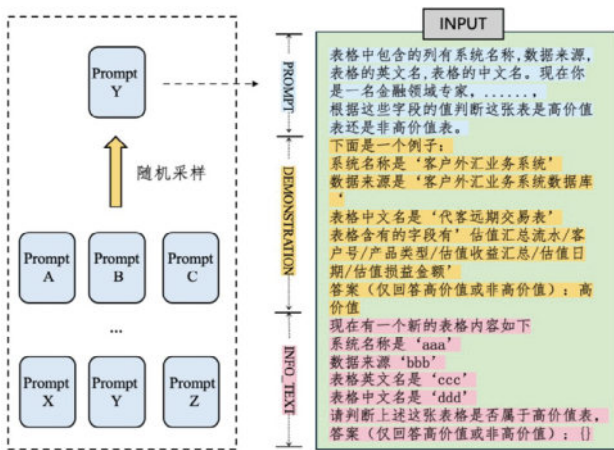 Prompt
Y
随机采样
Prompt
A
Prompt
B
Prompt
C
...
Prompt
X
Prompt
Y
Prompt
Z
PROMPT
DEMONSTRATION
INFO_TEXT
INPUT
表格中包含的列有系统名称,数据来源,
表格的英文名,表格的中文名。现在你
是一名金融领域专家, ......,
根据这些字段的值判断这张表是高价值
表还是非高价值表。
下面是一个例子:
系统名称是‘客户外汇业务系统’
数据来源是‘客户外汇业务系统数据库
‘
表格中文名是‘代客远期交易表’
表格含有的字段有’估值汇总流水/客
户号/产品类型/估值收益汇总/估值日
期/估值损益金额’
答案（仅回答高价值或非高价值）: 高
价值
现在有一个新的表格内容如下
系统名称是‘aaa’
数据来源‘bbb’
表格英文名是‘ccc’
表格中文名是‘ddd’
请判断上述这张表格是否属于高价值表,
答案（仅回答高价值或非高价值）: {}